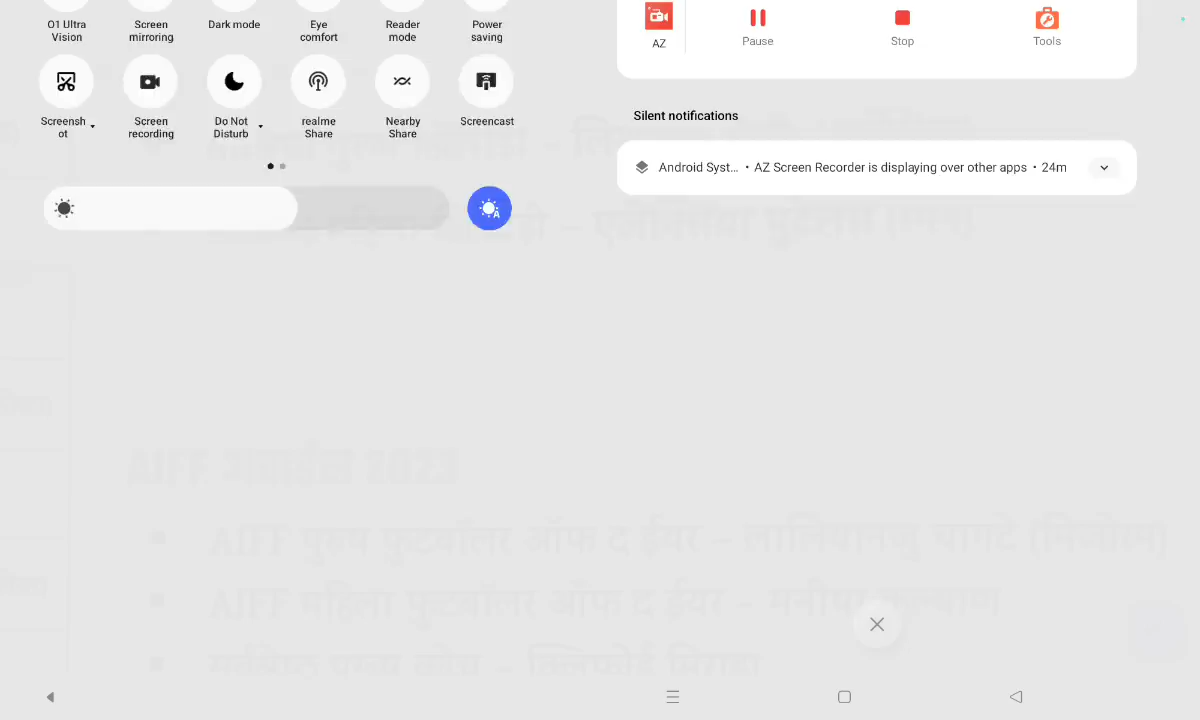 O1 Ultra Vision
Screen mirroring
Dark mode
Eye comfort
Reader mode
Power saving
Screensh ot
Screen recording
Do Not Disturb
realme Share
Nearby Share
Screencast
A
AZ
Pause
Stop
Tools
Silent notifications
Android Syst… • AZ Screen Recorder is displaying over other apps • 24m
AIFF अवार्ड्स 2023
AIFF पुरुष फुटबॉलर ऑफ द ईयर – लालियानजु चांगटे (मिजोरम)
AIFF महिला फुटबॉलर ऑफ द ईयर – मनीषा कल्याण